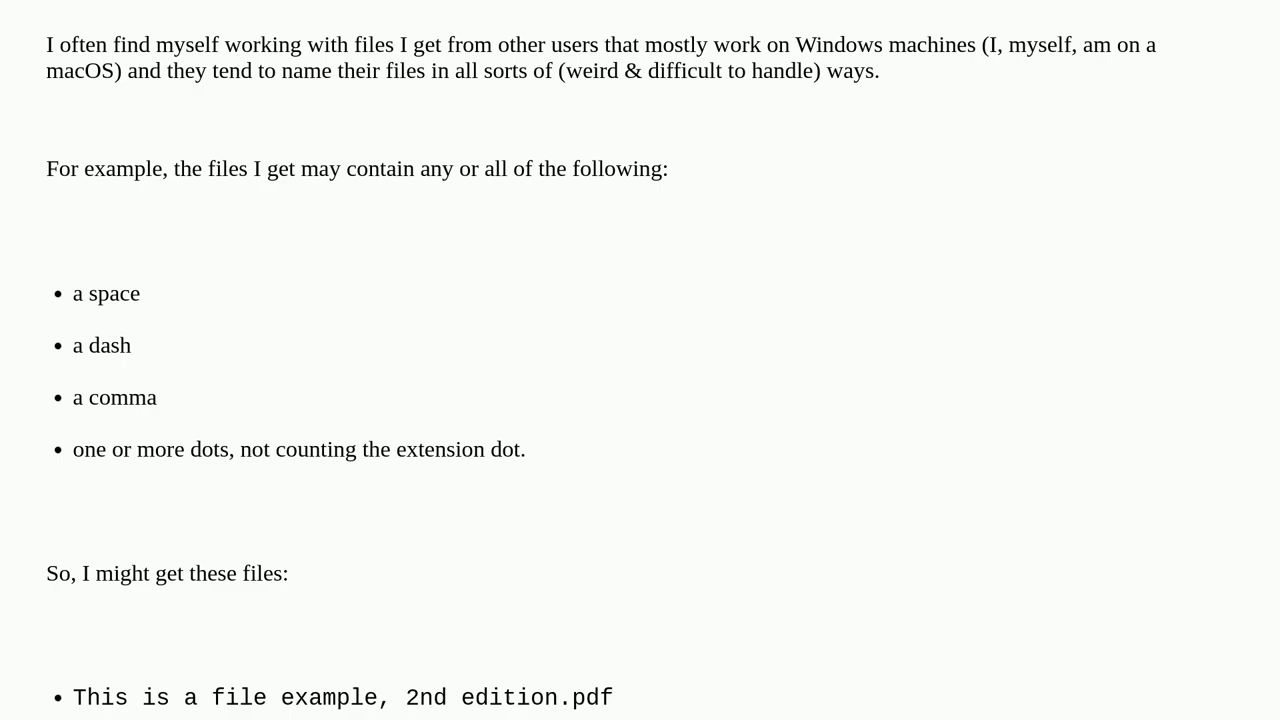 I often find myself working with files I get from other users that mostly work on Windows machines (I, myself, am on a
macOS) and they tend to name their files in all sorts of (weird & difficult to handle) ways.
For example, the files I get may contain any or all of the following:
• a space
• a dash
• a comma
• one or more dots, not counting the extension dot.
So, I might get these files:
• This is a file example, 2nd edition.pdf